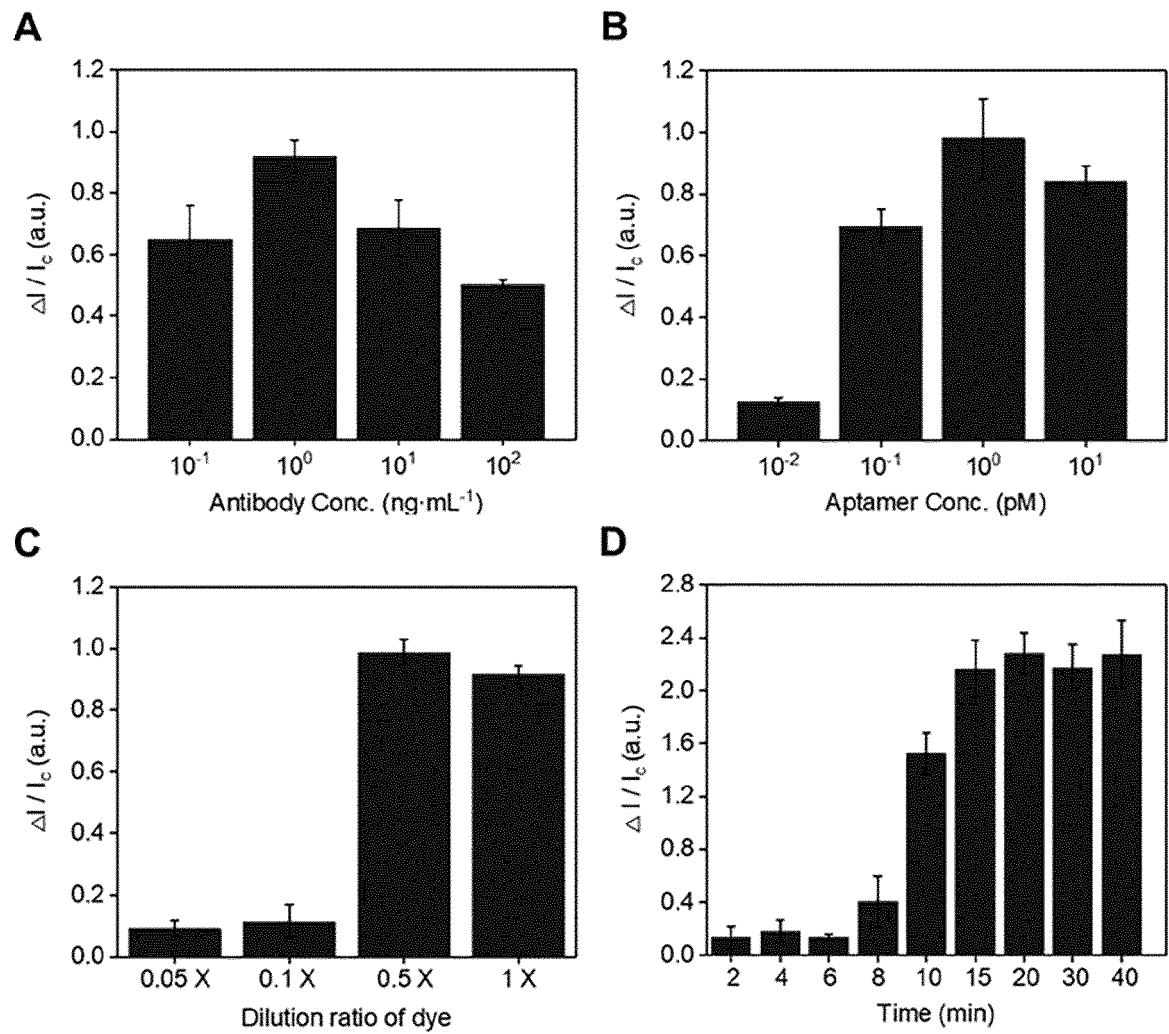 A
1.2
1.0
0.8
0.6
0.4
0.2
0.0
ΔI / Ic (a.u.)
10-1 100 101 102
Antibody Conc. (ng·mL-1)
B
1.2
1.0
0.8
0.6
0.4
0.2
0.0
ΔI / Ic (a.u.)
10-2 10-1 100 101
Aptamer Conc. (pM)
C
1.2
1.0
0.8
0.6
0.4
0.2
0.0
ΔI / Ic (a.u.)
0.05 X 0.1 X 0.5 X 1 X
Dilution ratio of dye
D
2.8
2.4
2.0
1.6
1.2
0.8
0.4
0.0
Δ I / Ic (a.u.)
2 4 6 8 10 15 20 30 40
Time (min)